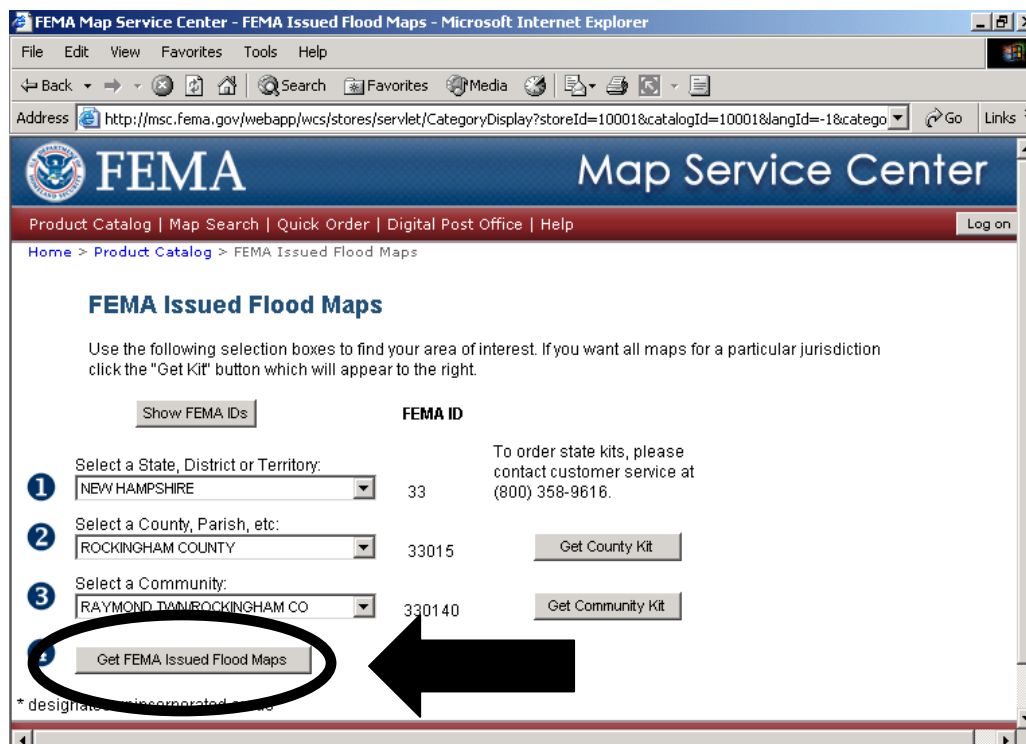 FEMA Map Service Center - FEMA Issued Flood Maps - Microsoft Internet Explorer
File Edit View Favorites Tools Help
Back Search Favorites Media
Address http://msc.fema.gov/webapp/wcs/stores/servlet/CategoryDisplay?storeId=10001&catalogId=10001&langId=-1&catego Go Links
FEMA Map Service Center
Product Catalog | Map Search | Quick Order | Digital Post Office | Help Log on
Home > Product Catalog > FEMA Issued Flood Maps
FEMA Issued Flood Maps
Use the following selection boxes to find your area of interest. If you want all maps for a particular jurisdiction
click the "Get Kit" button which will appear to the right.
Show FEMA IDs FEMA ID
To order state kits, please
contact customer service at
(800) 358-9616.
Select a State, District or Territory:
1 NEW HAMPSHIRE 33
Select a County, Parish, etc:
2 ROCKINGHAM COUNTY 33015 Get County Kit
Select a Community:
3 RAYMOND TWN/ROCKINGHAM CO 330140 Get Community Kit
Get FEMA Issued Flood Maps